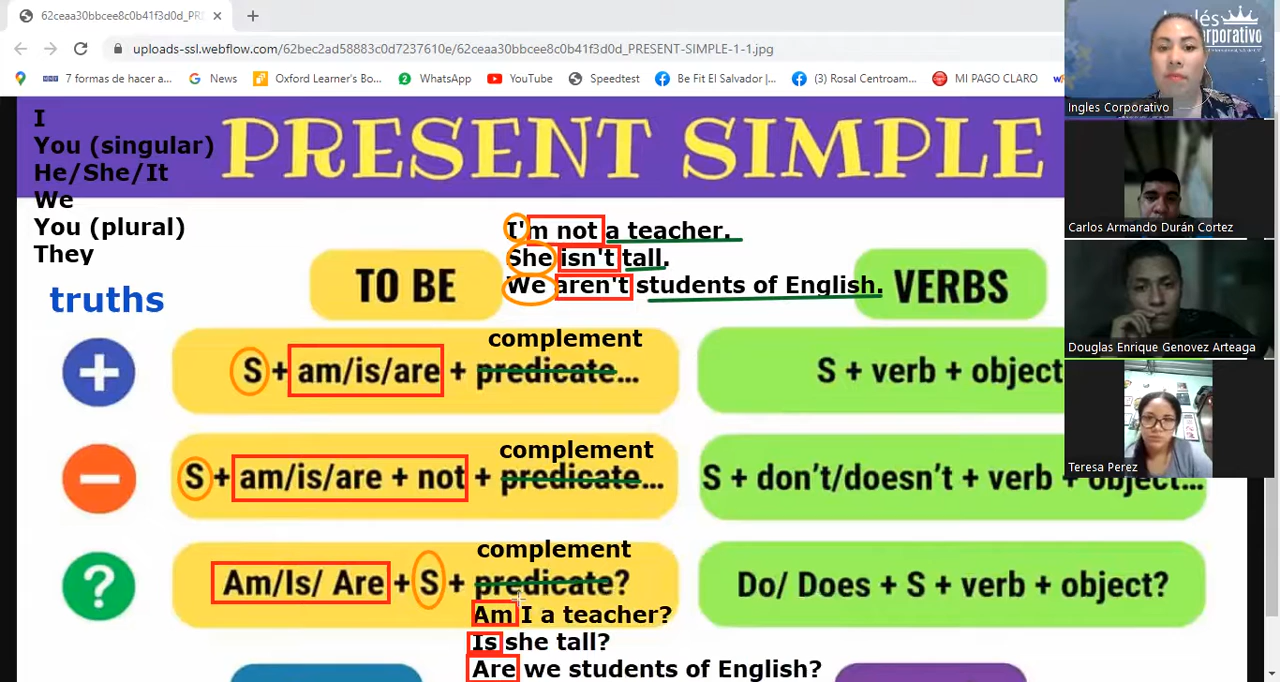 62ceaa30bbcee8c0b41f3d0d_PRE
uploads-ssl.webflow.com/62bec2ad58883c0d7237610e/62ceaa30bbcee8c0b41f3d0d_PRESENT-SIMPLE-1-1.jpg
7 formas de hacer a... News Oxford Learner's Bo... WhatsApp YouTube Speedtest Be Fit El Salvador |... (3) Rosal Centroam... MI PAGO CLARO
I
You (singular)
He/She/It
We
You (plural)
They
PRESENT SIMPLE
I'm not a teacher.
She isn't tall.
We aren't students of English.
truths
TO BE
VERBS
complement
S + am/is/are + predicate...
S + verb + object
complement
S + am/is/are + not + predicate...
S + don't/doesn't + verb + object...
complement
Am/Is/ Are + S + predicate?
Do/ Does + S + verb + object?
Am I a teacher?
Is she tall?
Are we students of English?
Ingles Corporativo
Carlos Armando Durán Cortez
Douglas Enrique Genovez Arteaga
Teresa Perez